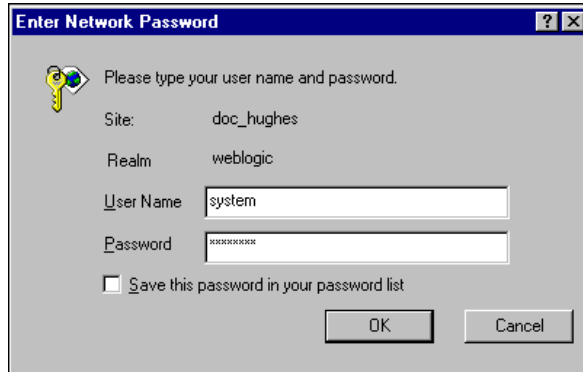 Enter Network Password
Please type your user name and password.
Site: doc_hughes
Realm weblogic
User Name system
Password ********
Save this password in your password list
OK Cancel